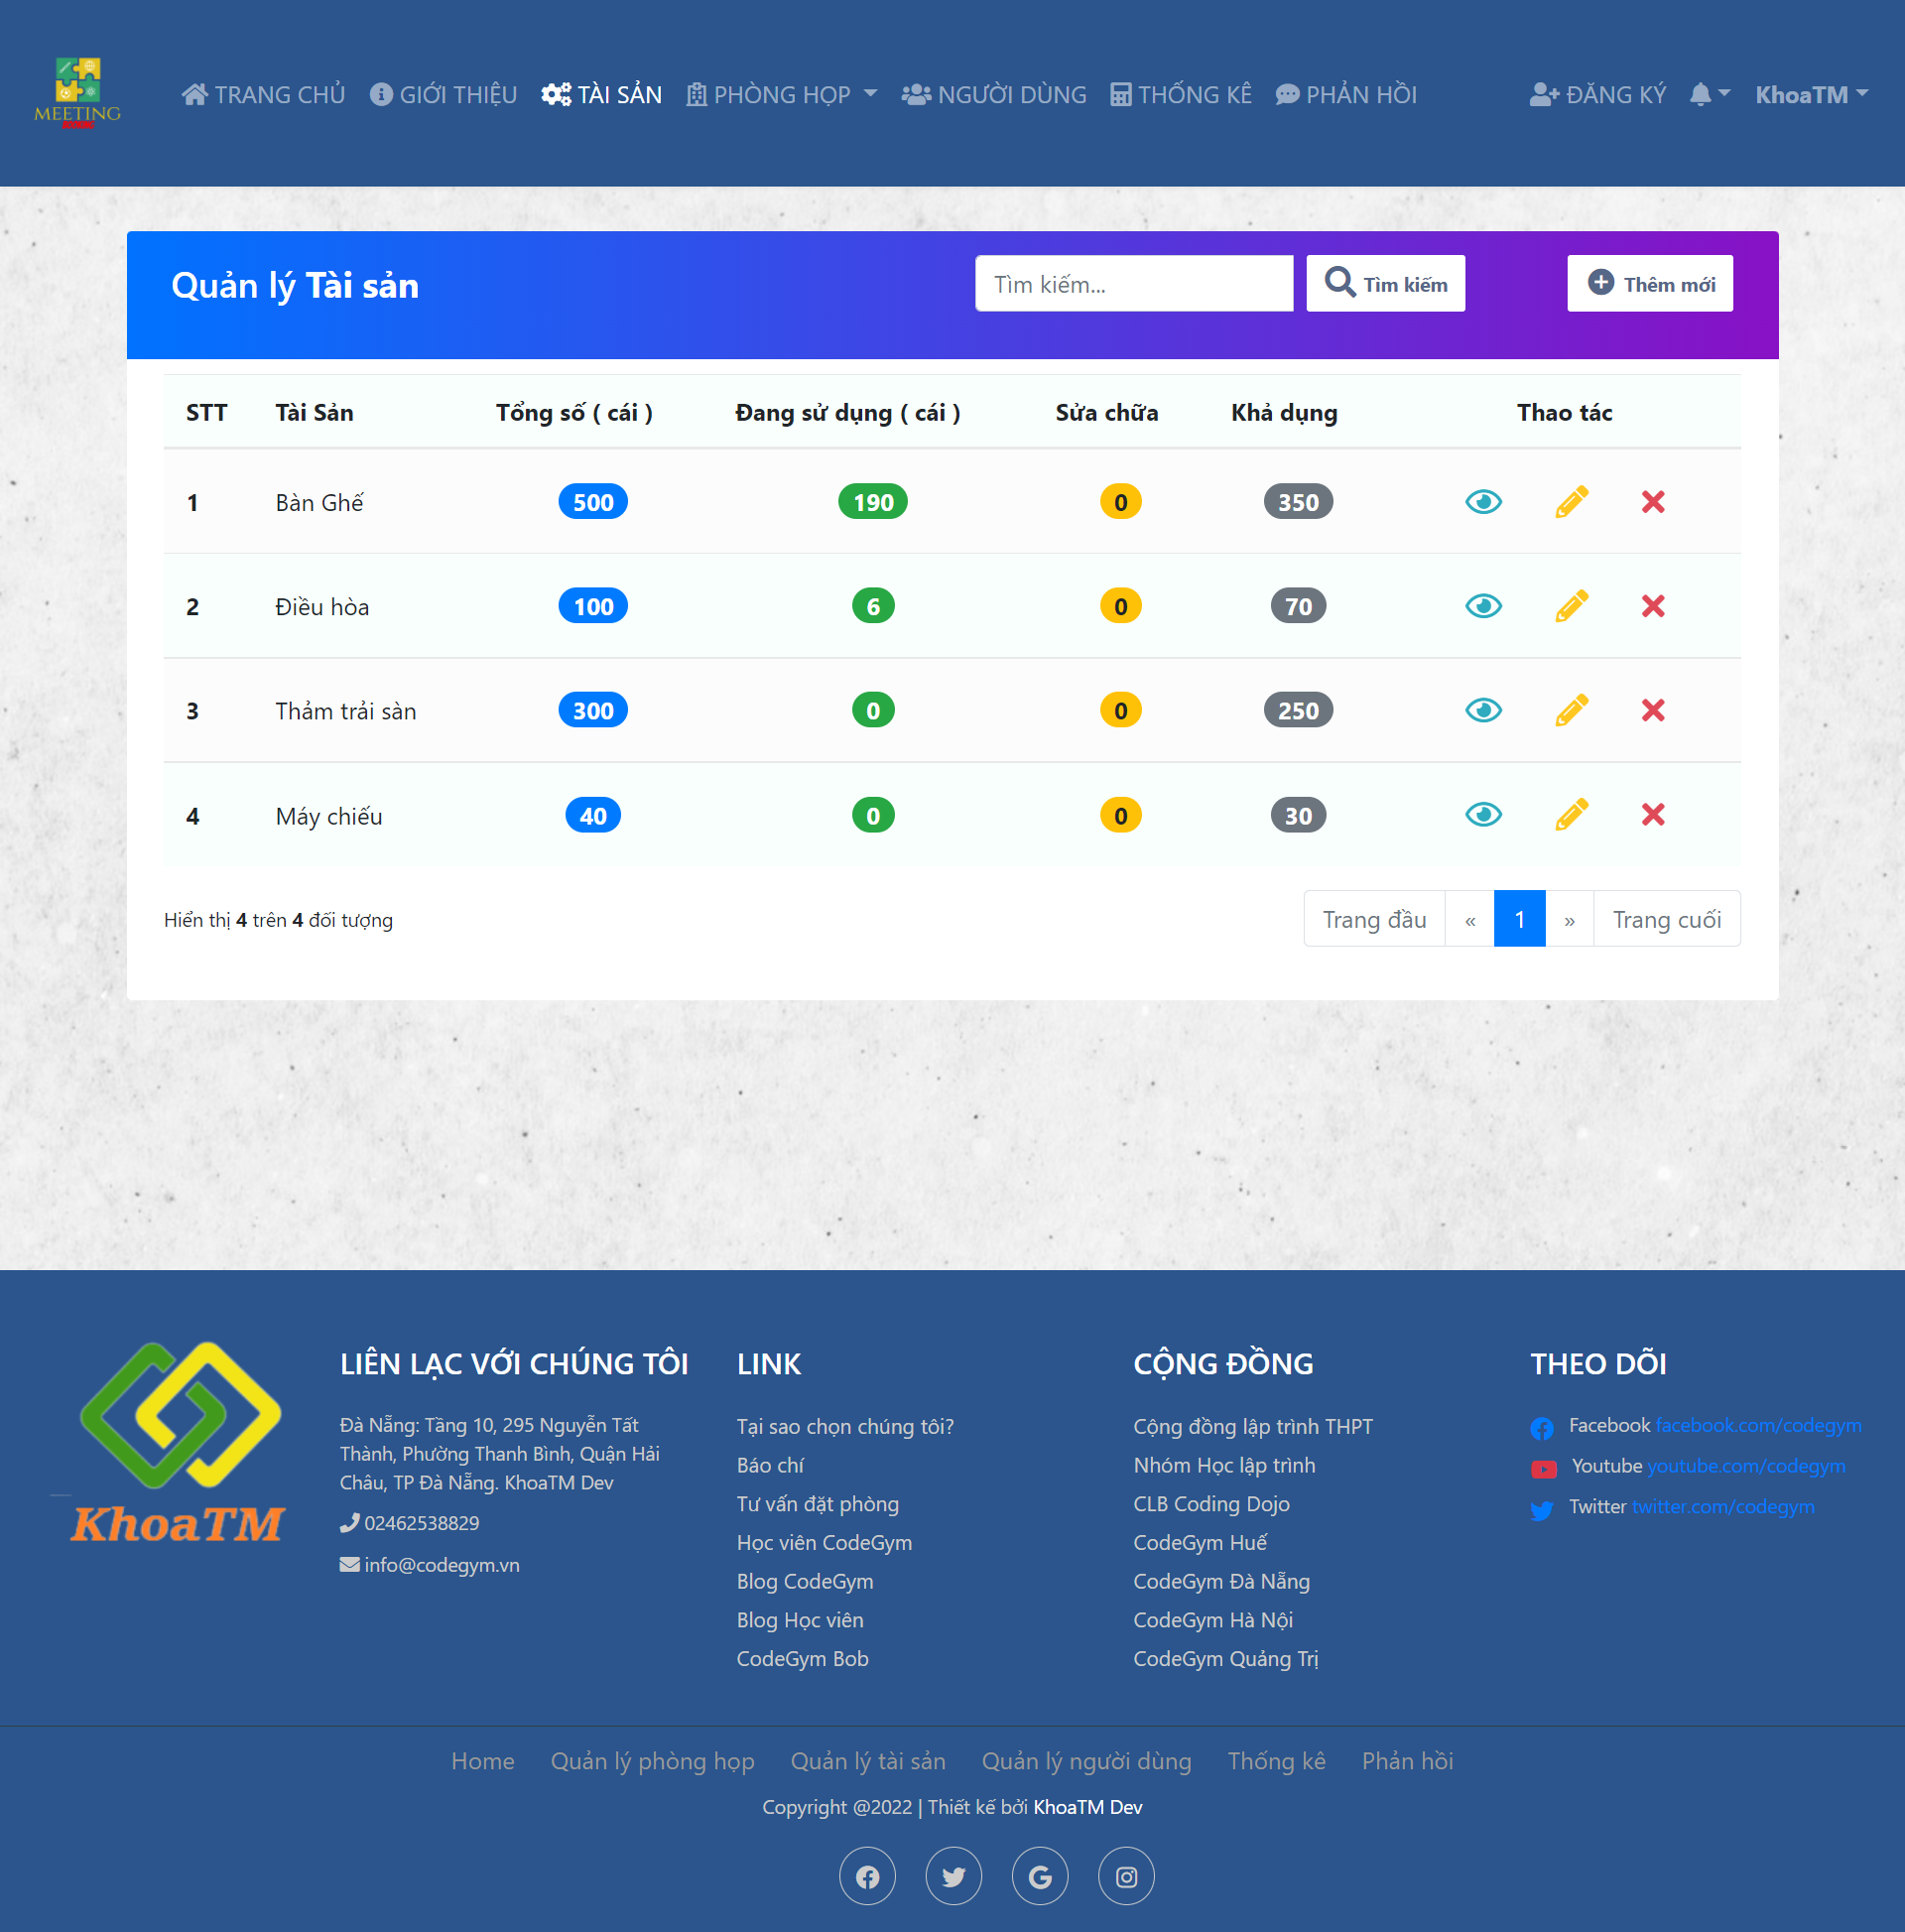 MEETING
TRANG CHỦ GIỚI THIỆU TÀI SẢN PHÒNG HỌP NGƯỜI DÙNG THỐNG KÊ PHẢN HỒI ĐĂNG KÝ KhoaTM
Quản lý Tài sản Tìm kiếm... Tìm kiếm Thêm mới
STT Tài Sản Tổng số ( cái ) Đang sử dụng ( cái ) Sửa chữa Khả dụng Thao tác
1 Bàn Ghế 500 190 0 350
2 Điều hòa 100 6 0 70
3 Thảm trải sàn 300 0 0 250
4 Máy chiếu 40 0 0 30
Hiển thị 4 trên 4 đối tượng Trang đầu « 1 » Trang cuối
KhoaTM
LIÊN LẠC VỚI CHÚNG TÔI
Đà Nẵng: Tầng 10, 295 Nguyễn Tất
Thành, Phường Thanh Bình, Quận Hải
Châu, TP Đà Nẵng. KhoaTM Dev
02462538829
info@codegym.vn
LINK
Tại sao chọn chúng tôi?
Báo chí
Tư vấn đặt phòng
Học viên CodeGym
Blog CodeGym
Blog Học viên
CodeGym Bob
CỘNG ĐỒNG
Cộng đồng lập trình THPT
Nhóm Học lập trình
CLB Coding Dojo
CodeGym Huế
CodeGym Đà Nẵng
CodeGym Hà Nội
CodeGym Quảng Trị
THEO DÕI
Facebook facebook.com/codegym
Youtube youtube.com/codegym
Twitter twitter.com/codegym
Home Quản lý phòng họp Quản lý tài sản Quản lý người dùng Thống kê Phản hồi
Copyright @2022 | Thiết kế bởi KhoaTM Dev